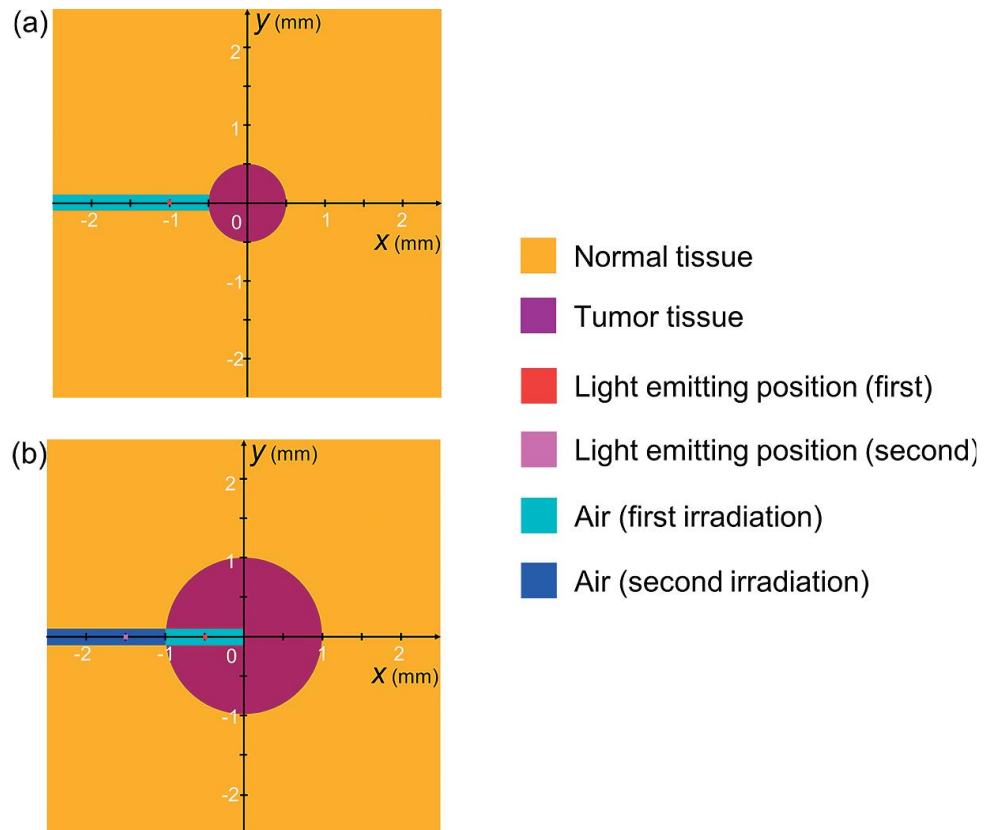 (a)
y (mm)
2
1
-2
-1
0
1
2
x (mm)
-1
-2
(b)
y (mm)
2
1
-2
-1
0
1
2
x (mm)
-1
-2
Normal tissue
Tumor tissue
Light emitting position (first)
Light emitting position (second)
Air (first irradiation)
Air (second irradiation)